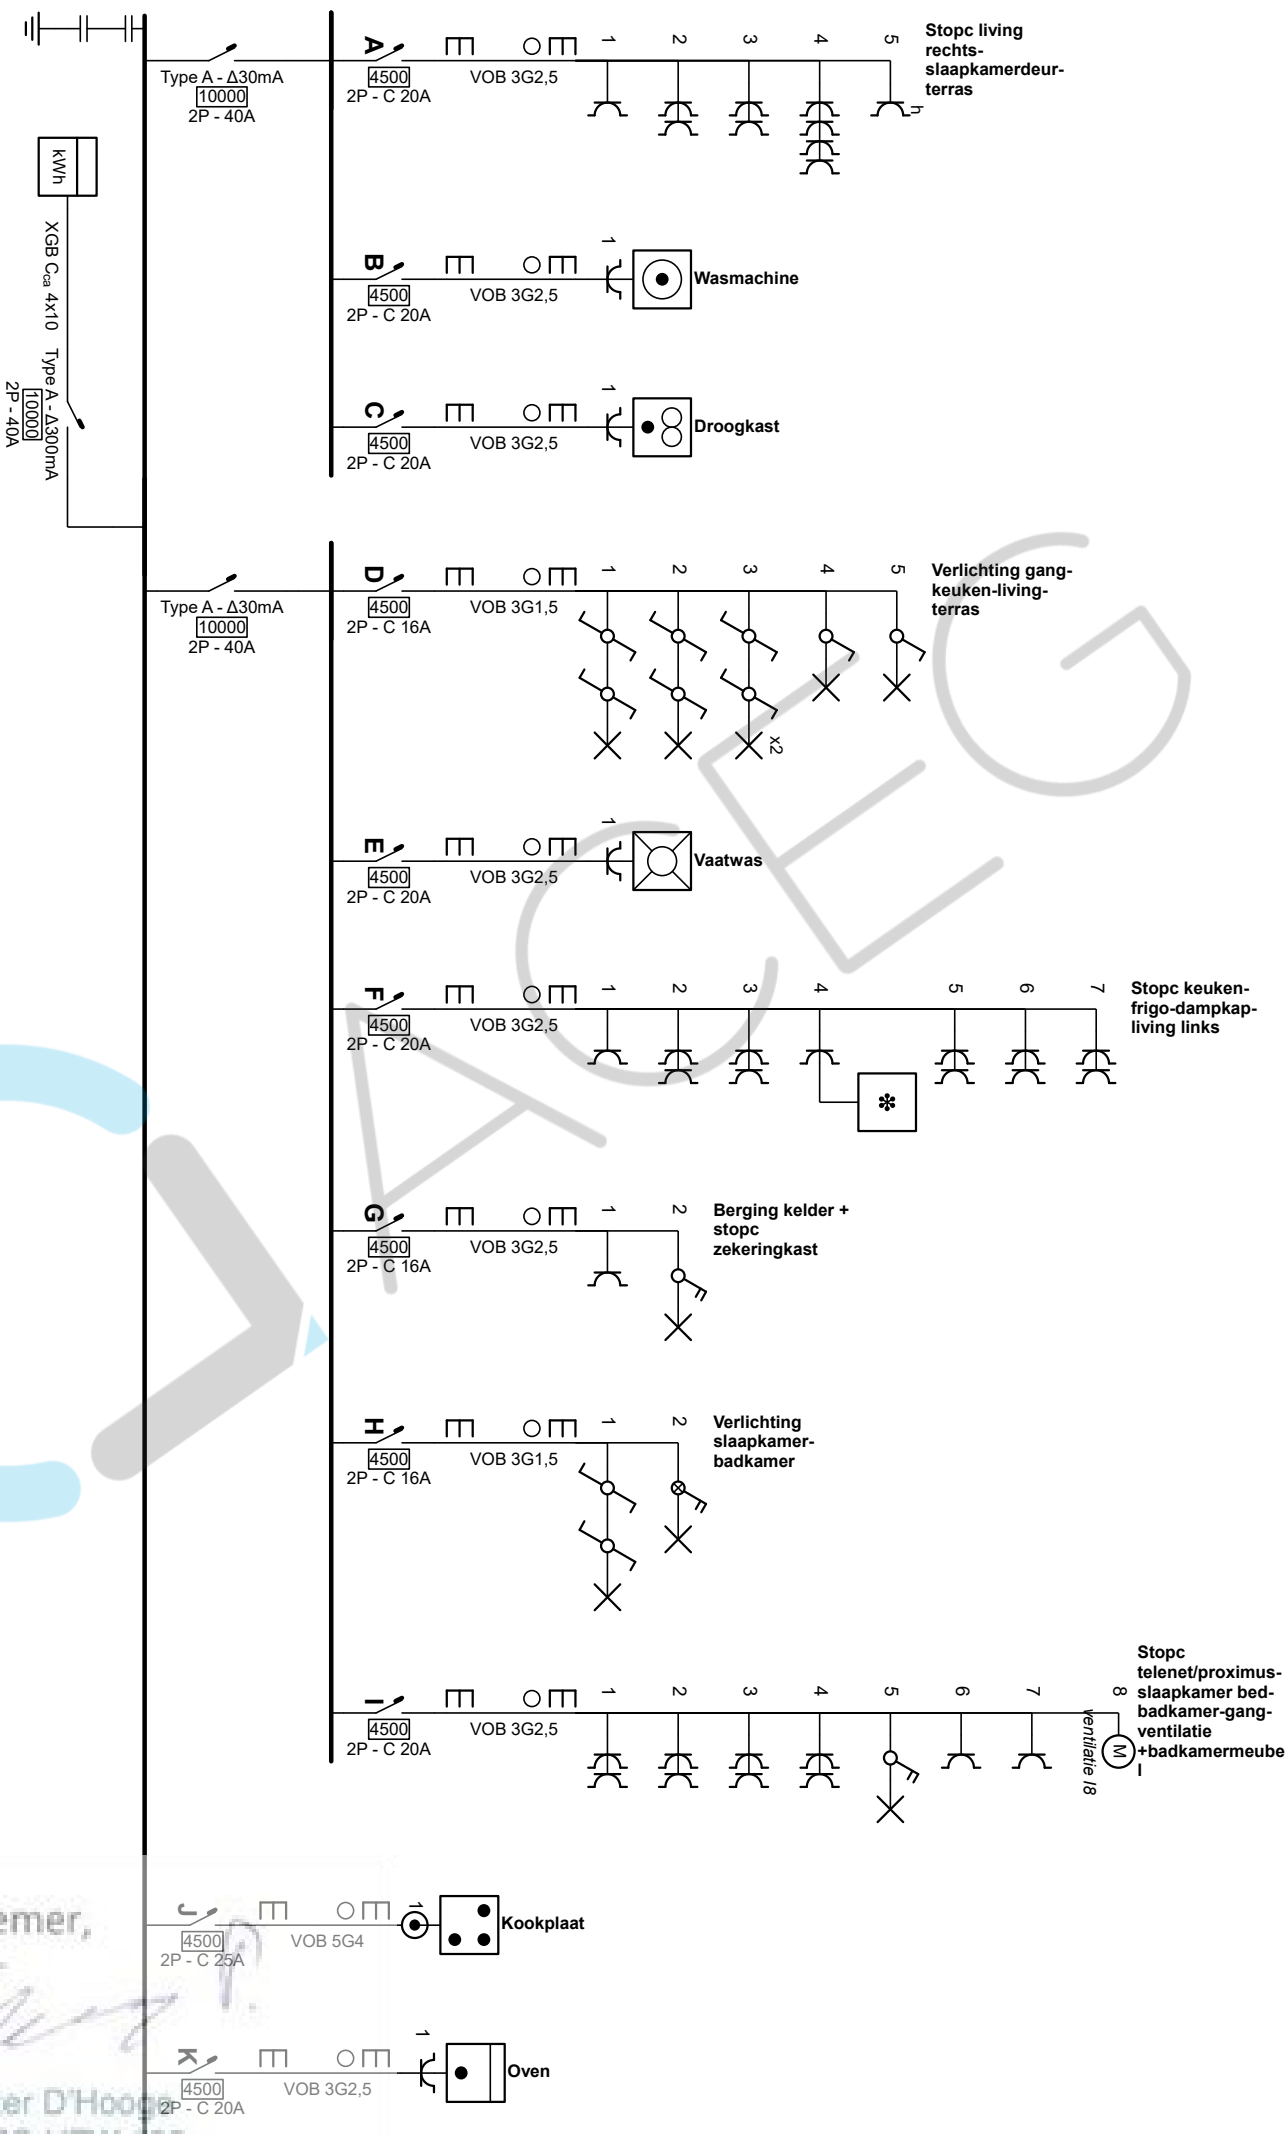 A
1 2 3 4 5
Stopc living
rechts-
slaapkamerdeur-
terras
Type A - Δ30mA
10000
2P - 40A
4500
2P - C 20A
VOB 3G2,5
h
kWh
XGB Cca 4x10
Type A - Δ300mA
10000
2P - 40A
B
4500
2P - C 20A
VOB 3G2,5
1
Wasmachine
C
4500
2P - C 20A
VOB 3G2,5
1
Droogkast
Type A - Δ30mA
10000
2P - 40A
D
4500
2P - C 16A
VOB 3G1,5
1 2 3 4 5
Verlichting gang-
keuken-living-
terras
x2
E
4500
2P - C 20A
VOB 3G2,5
1
Vaatwas
F
4500
2P - C 20A
VOB 3G2,5
1 2 3 4 5 6 7
Stopc keuken-
frigo-dampkap-
living links
G
4500
2P - C 16A
VOB 3G2,5
1 2
Berging kelder +
stopc
zekeringkast
H
4500
2P - C 16A
VOB 3G1,5
1 2
Verlichting
slaapkamer-
badkamer
I
4500
2P - C 20A
VOB 3G2,5
1 2 3 4 5 6 7 8
M
ventilatie I8
Stopc
telenet/proximus-
slaapkamer bed-
badkamer-gang-
ventilatie
+badkamermeube
l
J
4500
2P - C 25A
VOB 5G4
1
Kookplaat
K
4500
2P - C 20A
VOB 3G2,5
1
Oven
ACEG
emer,
er D'Hooge